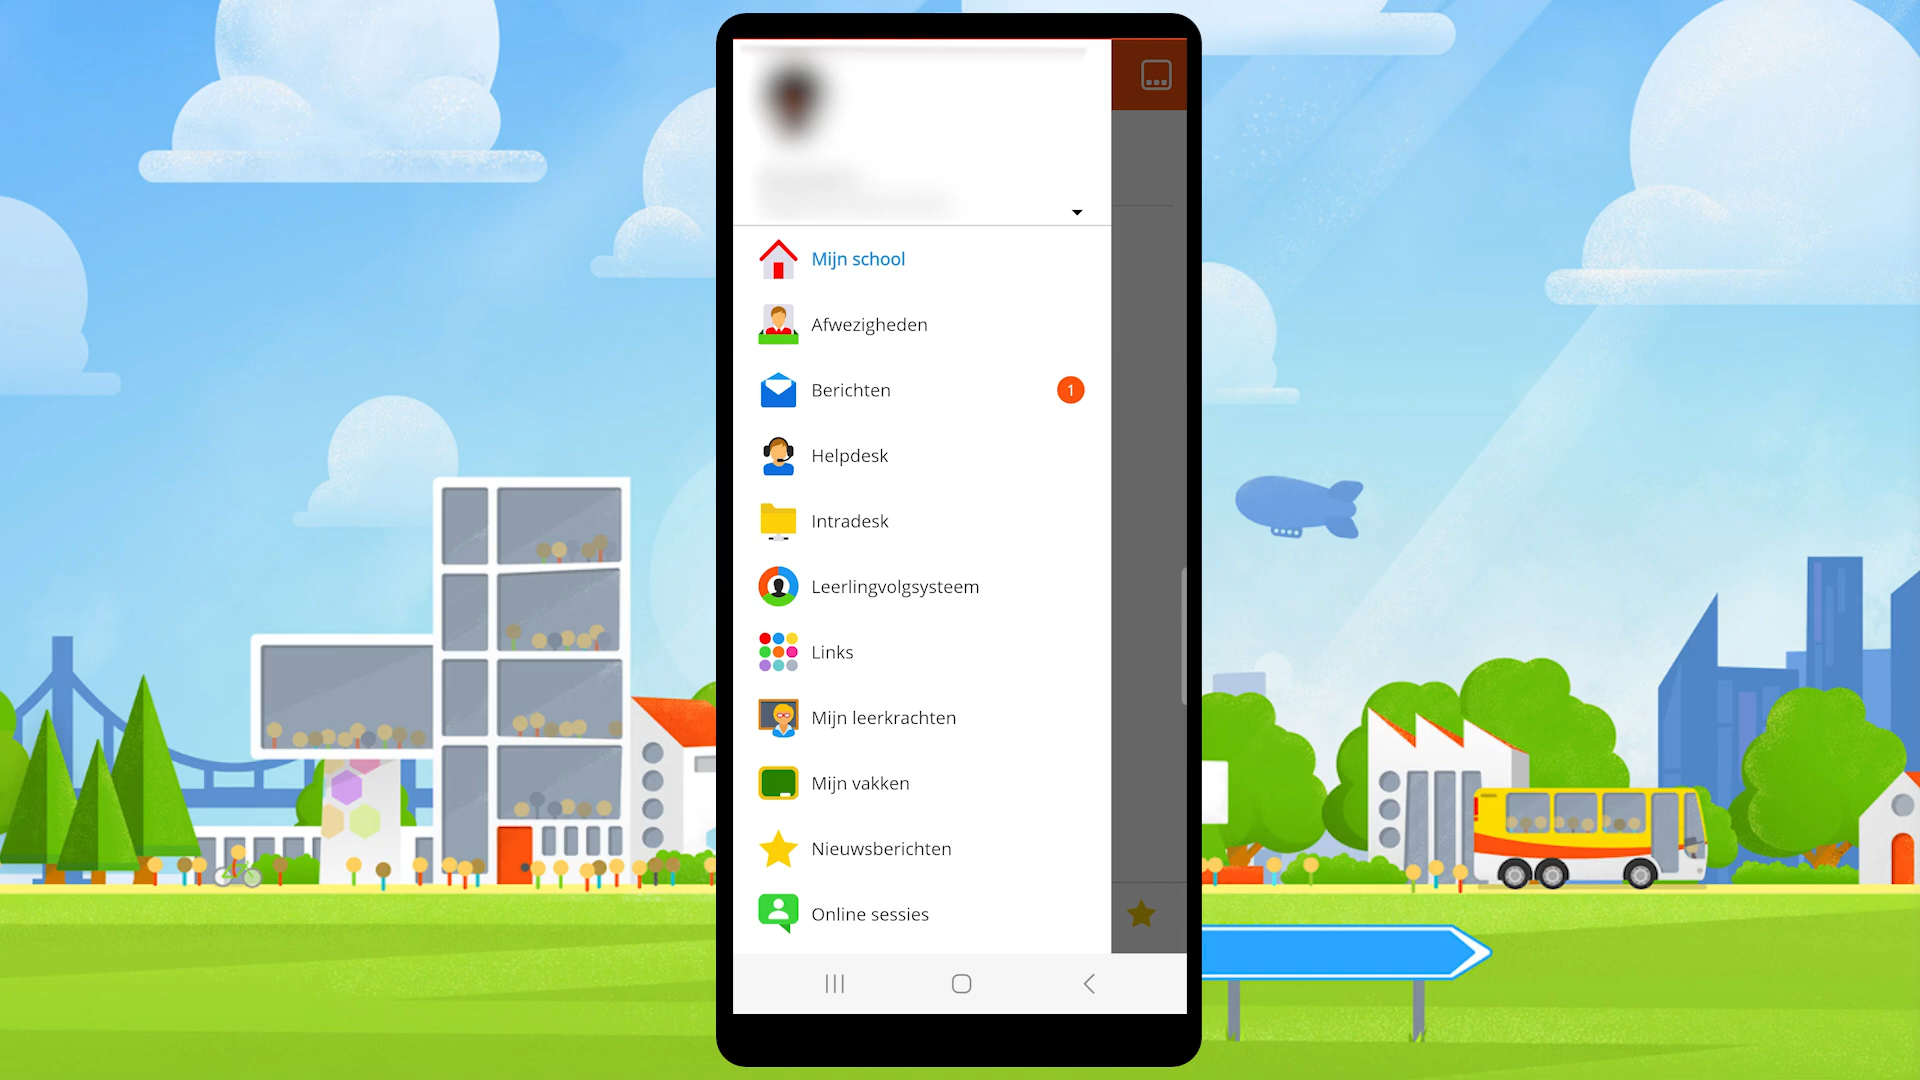 Mijn school
Afwezigheden
Berichten 1
Helpdesk
Intradesk
Leerlingvolgsysteem
Links
Mijn leerkrachten
Mijn vakken
Nieuwsberichten
Online sessies